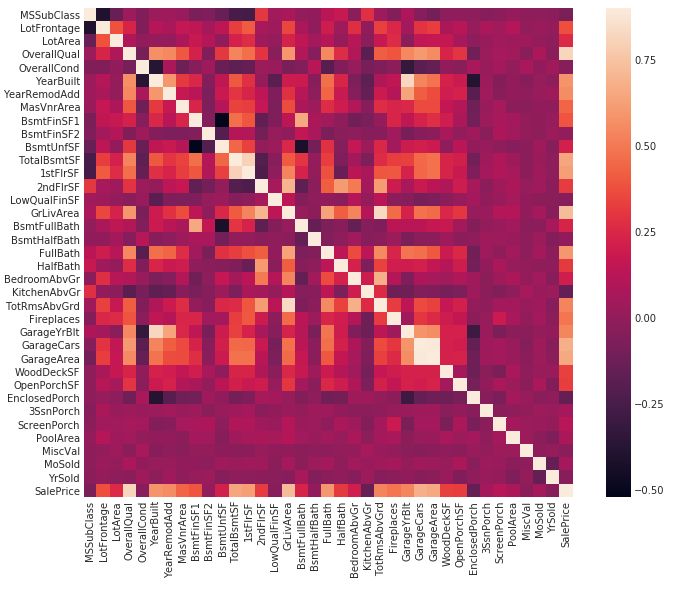 MSSubClass
LotFrontage
LotArea
OverallQual
OverallCond
YearBuilt
YearRemodAdd
MasVnrArea
BsmtFinSF1
BsmtFinSF2
BsmtUnfSF
TotalBsmtSF
1stFlrSF
2ndFlrSF
LowQualFinSF
GrLivArea
BsmtFullBath
BsmtHalfBath
FullBath
HalfBath
BedroomAbvGr
KitchenAbvGr
TotRmsAbvGrd
Fireplaces
GarageYrBlt
GarageCars
GarageArea
WoodDeckSF
OpenPorchSF
EnclosedPorch
3SsnPorch
ScreenPorch
PoolArea
MiscVal
MoSold
YrSold
SalePrice
MSSubClass
LotFrontage
LotArea
OverallQual
OverallCond
YearBuilt
YearRemodAdd
MasVnrArea
BsmtFinSF1
BsmtFinSF2
BsmtUnfSF
TotalBsmtSF
1stFlrSF
2ndFlrSF
LowQualFinSF
GrLivArea
BsmtFullBath
BsmtHalfBath
FullBath
HalfBath
BedroomAbvGr
KitchenAbvGr
TotRmsAbvGrd
Fireplaces
GarageYrBlt
GarageCars
GarageArea
WoodDeckSF
OpenPorchSF
EnclosedPorch
3SsnPorch
ScreenPorch
PoolArea
MiscVal
MoSold
YrSold
SalePrice
0.75
0.50
0.25
0.00
−0.25
−0.50